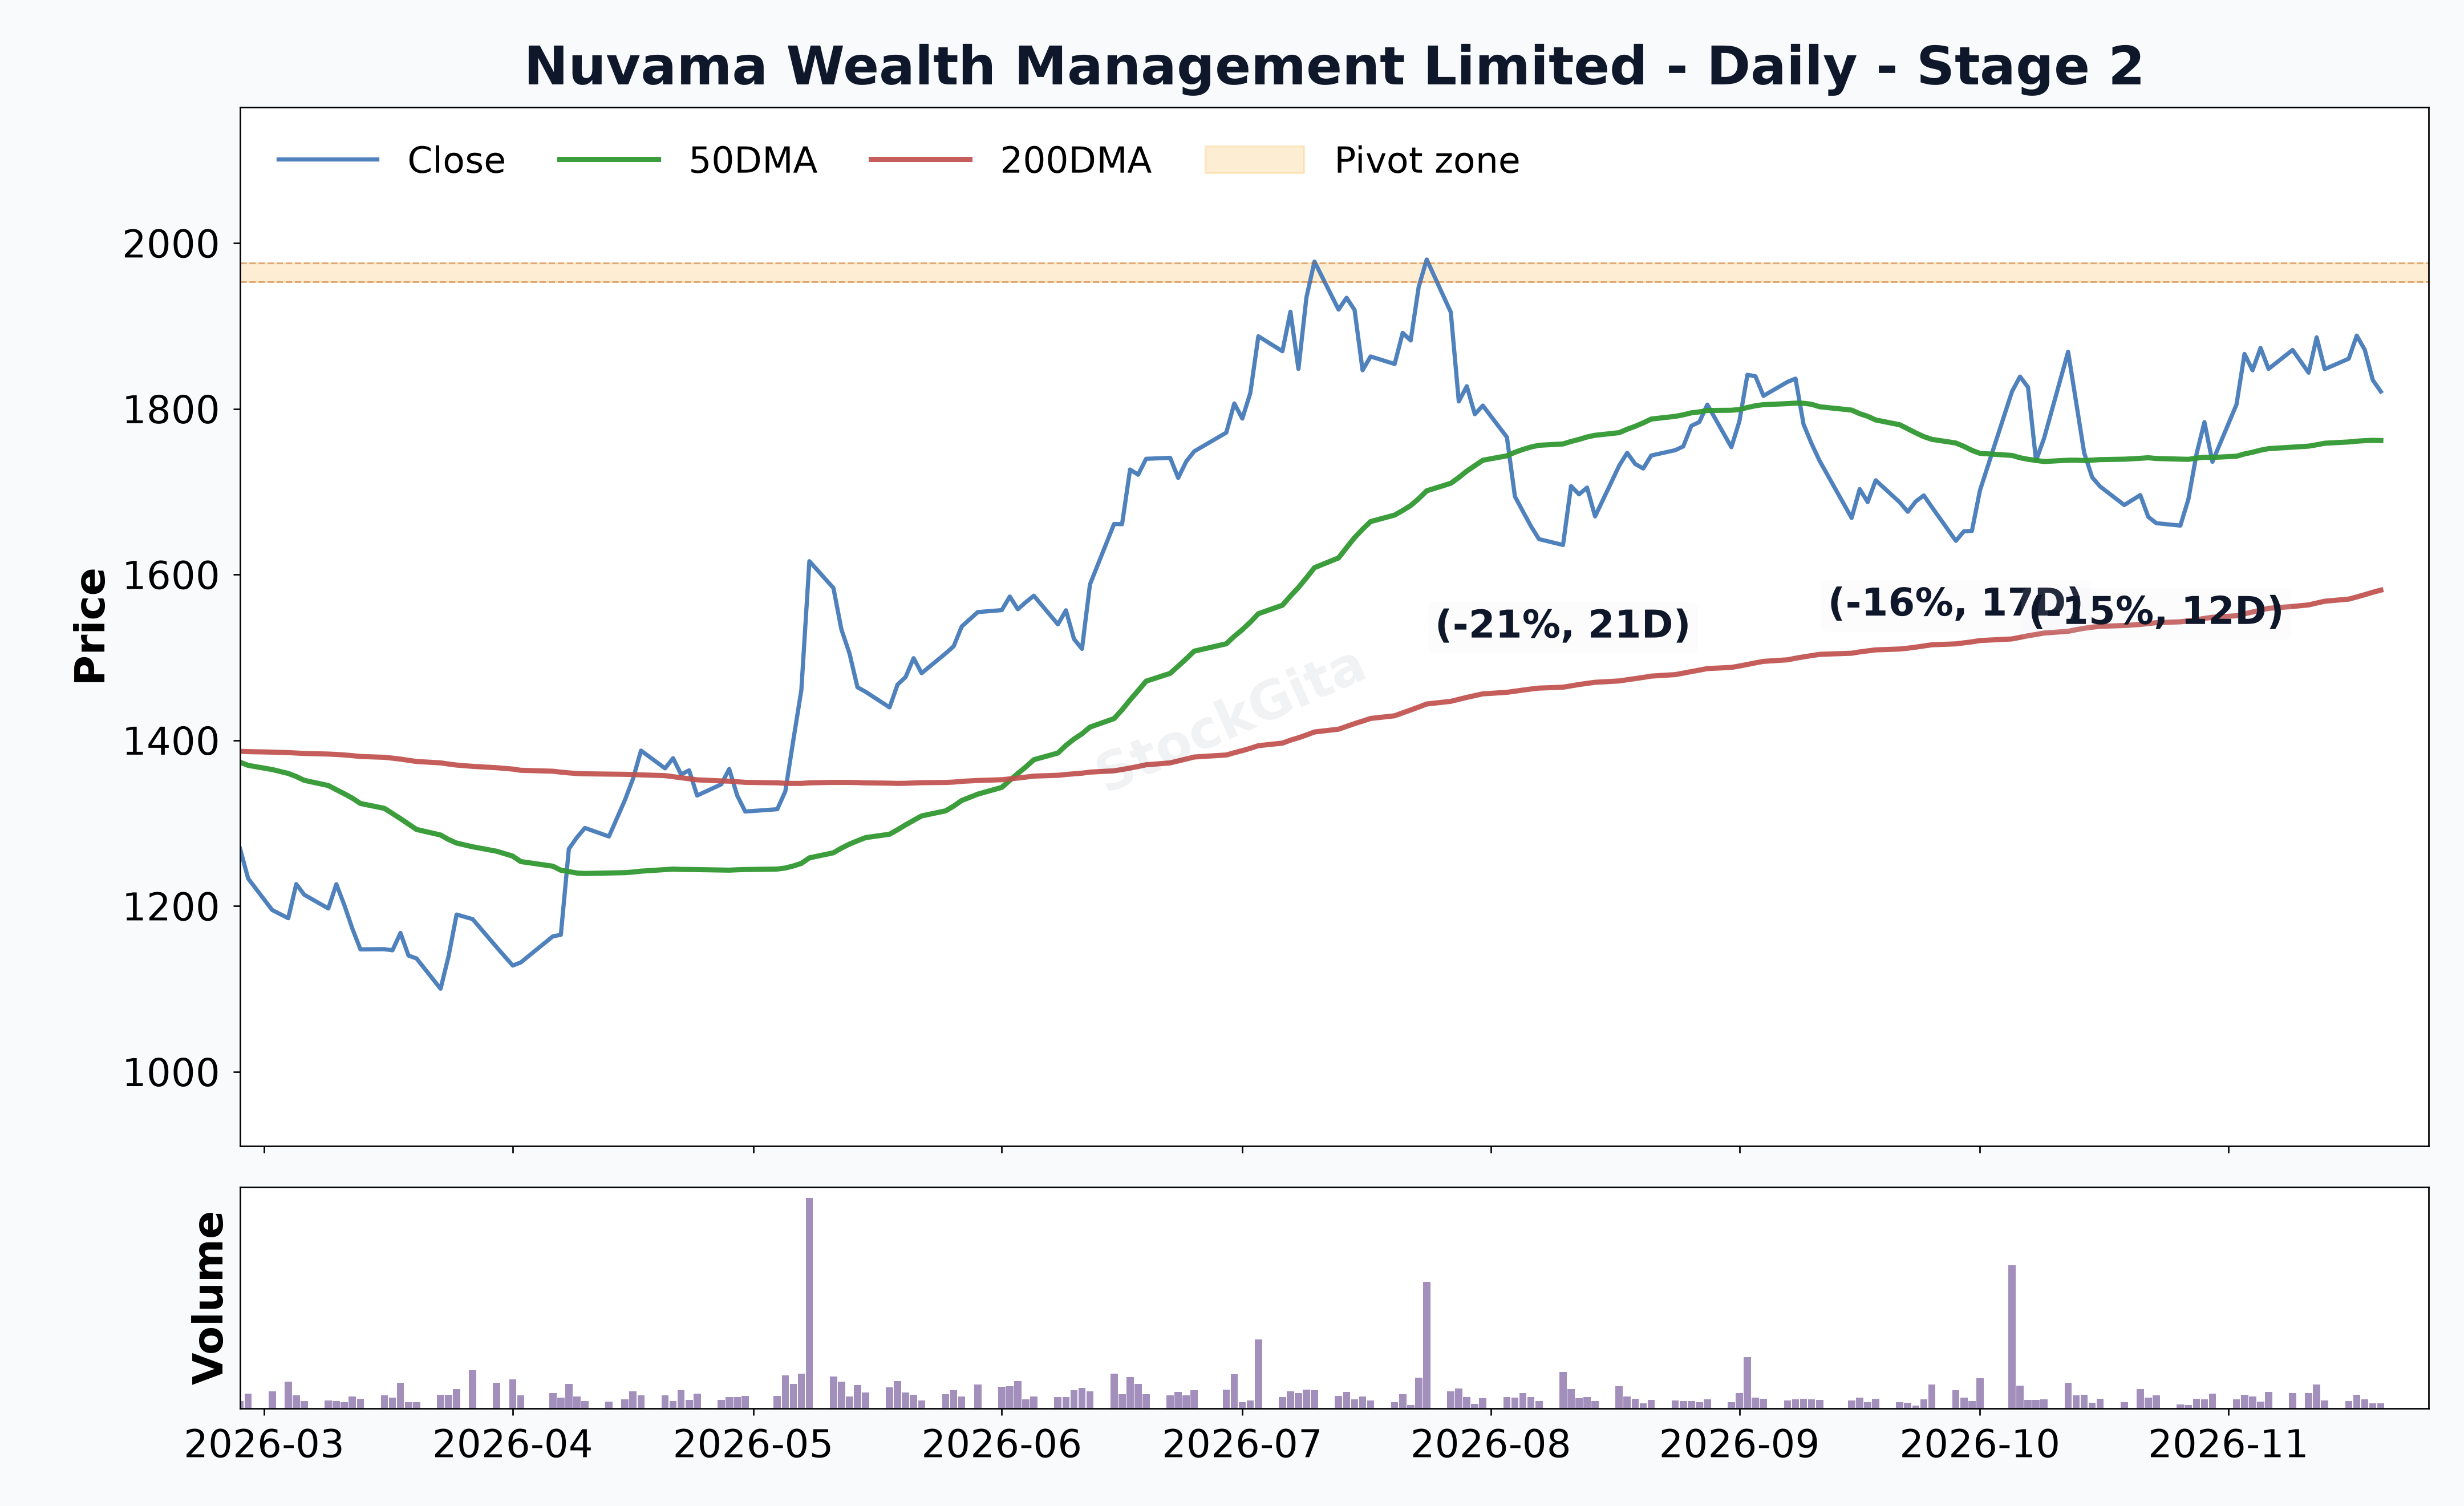 Nuvama Wealth Management Limited - Daily - Stage 2
Close 50DMA 200DMA Pivot zone
2000
1800
1600
1400
1200
1000
Price
(-21%, 21D)
(-16%, 17D)
(-15%, 12D)
StockGita
Volume
2026-03 2026-04 2026-05 2026-06 2026-07 2026-08 2026-09 2026-10 2026-11